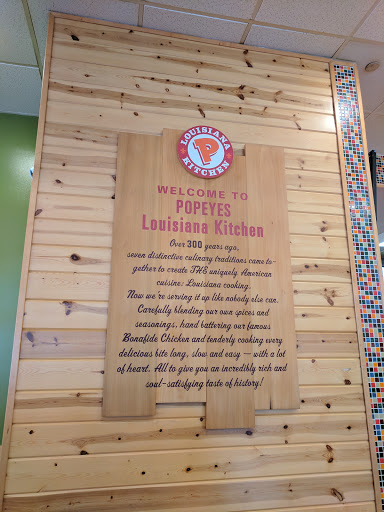 LOUISIANA
P
KITCHEN
WELCOME TO
POPEYES
Louisiana Kitchen
Over 300 years ago,
seven distinctive culinary traditions came to-
gether to create THE uniquely American
cuisine: Louisiana cooking.
Now we're serving it up like nobody else can.
Carefully blending our own spices and
seasonings, hand battering our famous
Bonafide Chicken and tenderly cooking every
delicious bite long, slow and easy — with a lot
of heart. All to give you an incredibly rich and
soul-satisfying taste of history!